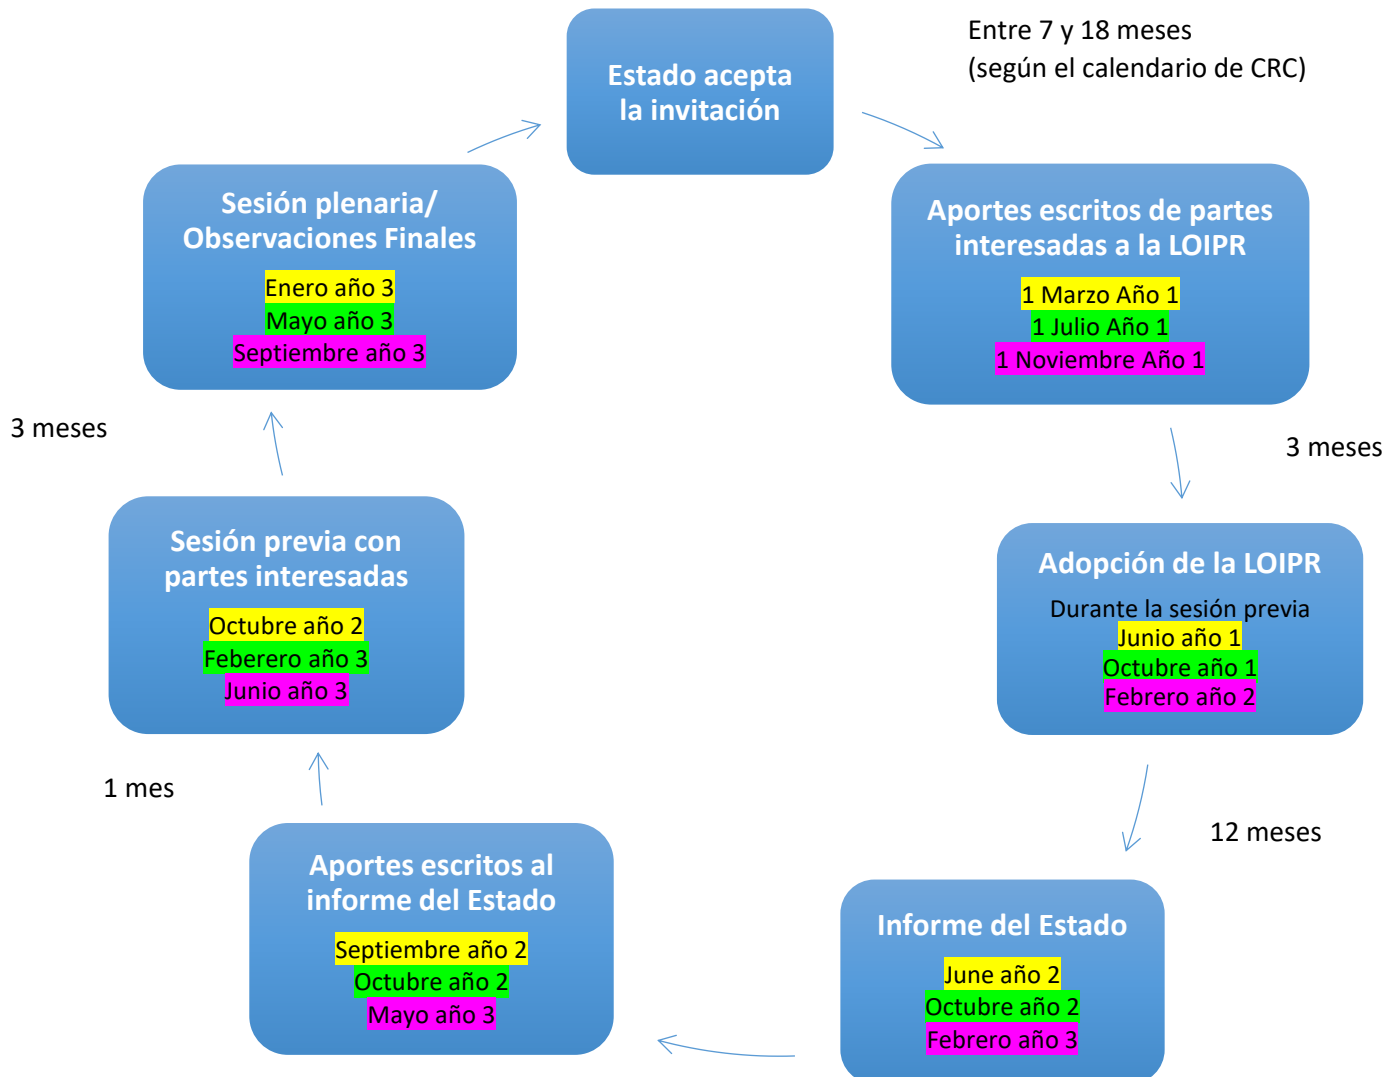 Estado acepta
la invitación
Entre 7 y 18 meses
(según el calendario de CRC)
Aportes escritos de partes
interesadas a la LOIPR
1 Marzo Año 1
1 Julio Año 1
1 Noviembre Año 1
3 meses
Adopción de la LOIPR
Durante la sesión previa
Junio año 1
Octubre año 1
Febrero año 2
12 meses
Informe del Estado
June año 2
Octubre año 2
Febrero año 3
Aportes escritos al
informe del Estado
Septiembre año 2
Octubre año 2
Mayo año 3
1 mes
Sesión previa con
partes interesadas
Octubre año 2
Feberero año 3
Junio año 3
3 meses
Sesión plenaria/
Observaciones Finales
Enero año 3
Mayo año 3
Septiembre año 3